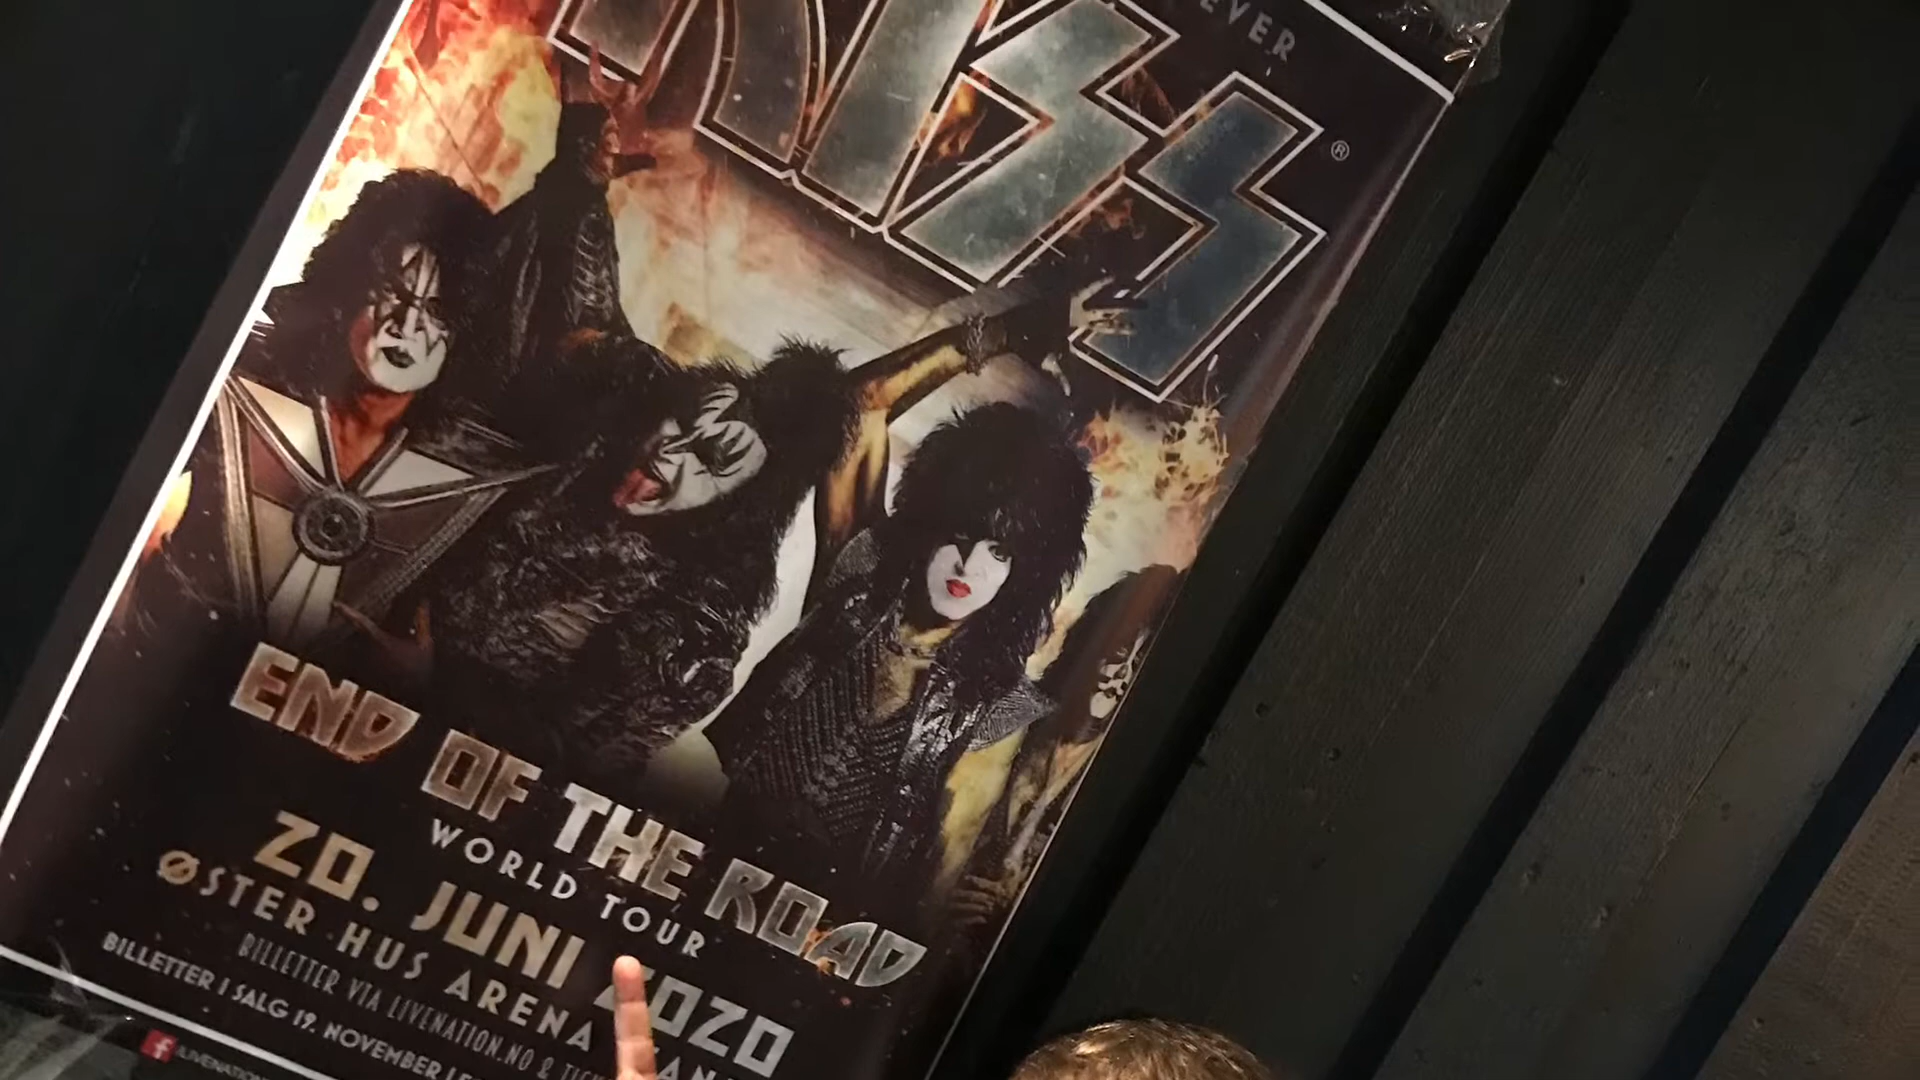 EVER
KISS®
END OF THE ROAD
WORLD TOUR
20. JUNI 2020
ØSTER HUS ARENA
BILLETTER VIA LIVENATION.NO &
BILLETTER I SALG 19. NOVEMBER